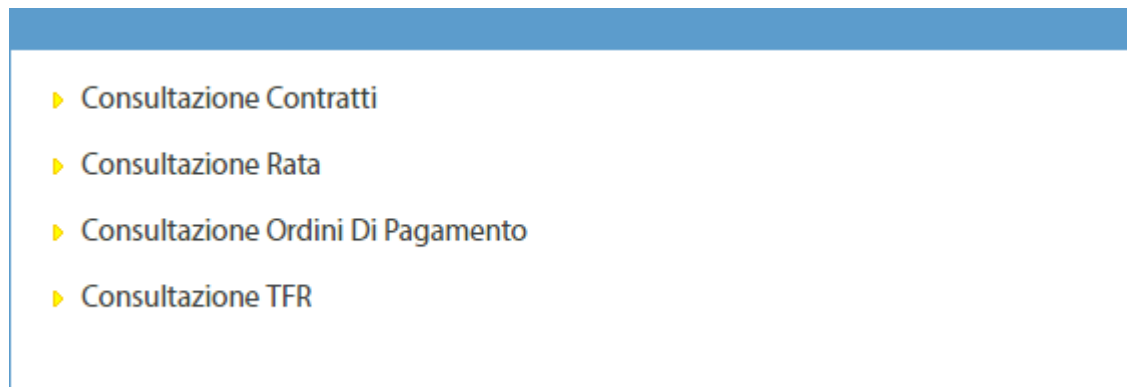 Consultazione Contratti
Consultazione Rata
Consultazione Ordini Di Pagamento
Consultazione TFR